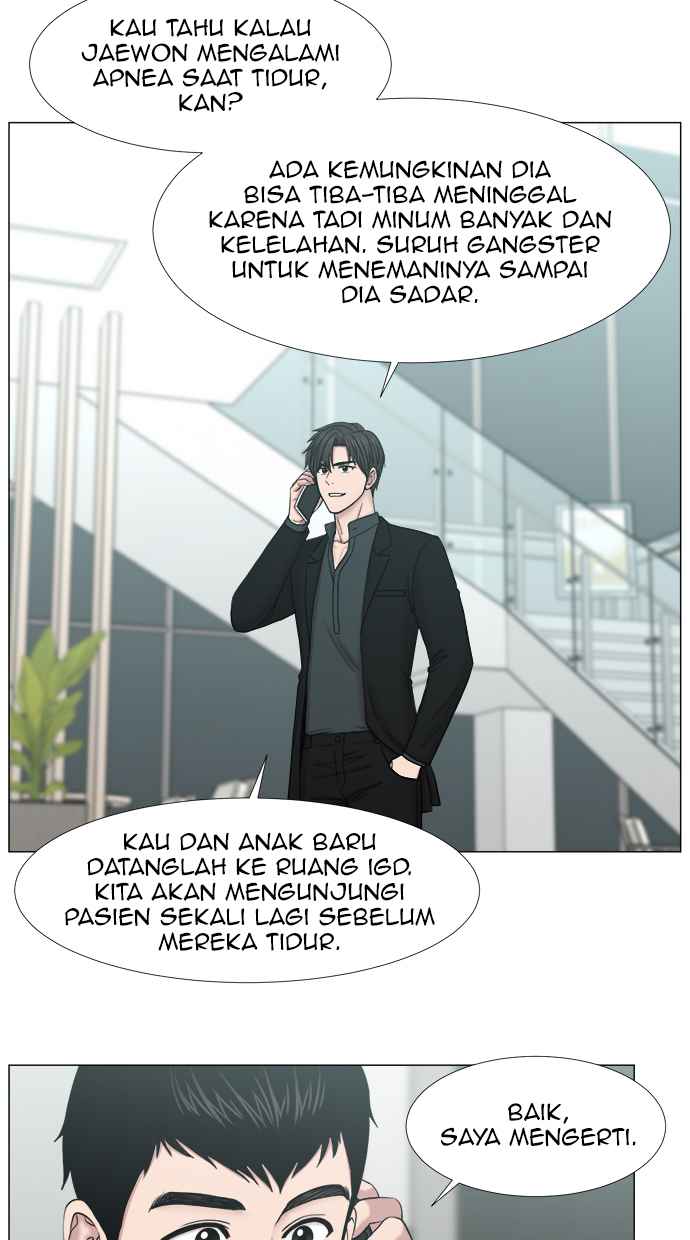 KAU TAHU KALAU
JAEWON MENGALAMI
APNEA SAAT TIDUR,
KAN?
ADA KEMUNGKINAN DIA
BISA TIBA-TIBA MENINGGAL
KARENA TADI MINUM BANYAK DAN
KELELAHAN. SURUH GANGSTER
UNTUK MENEMANINYA SAMPAI
DIA SADAR.
KAU DAN ANAK BARU
DATANGLAH KE RUANG IGD.
KITA AKAN MENGUNJUNGI
PASIEN SEKALI LAGI SEBELUM
MEREKA TIDUR.
BAIK,
SAYA MENGERTI.